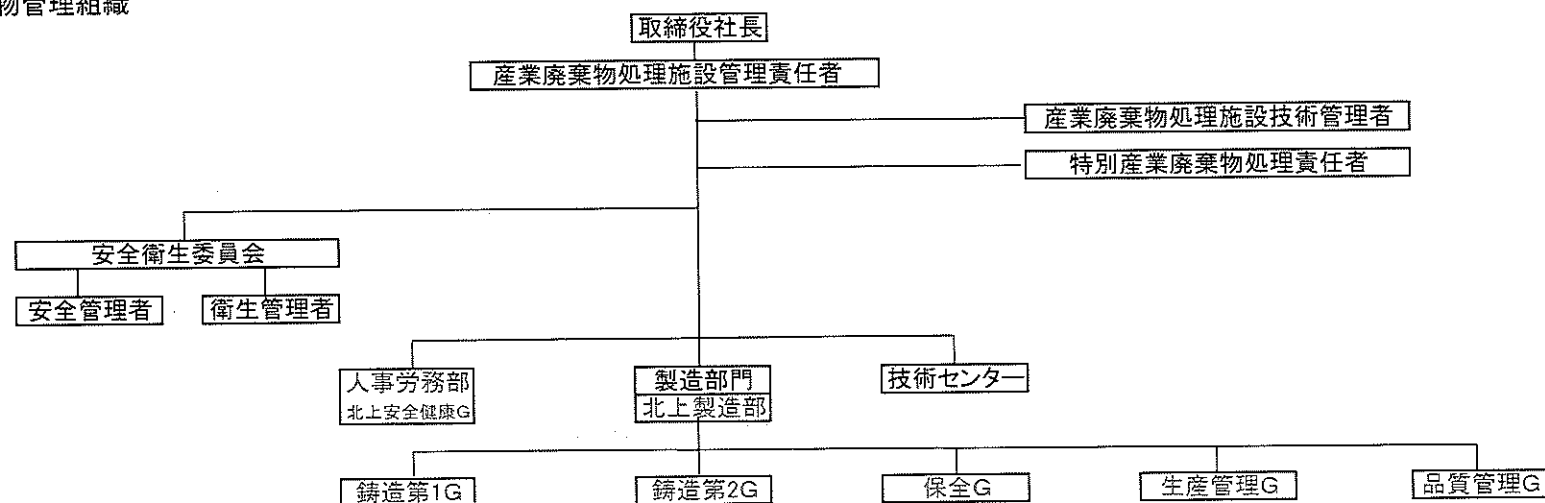 物管理組織
取締役社長
産業廃棄物処理施設管理責任者
産業廃棄物処理施設技術管理者
特別産業廃棄物処理責任者
安全衛生委員会
安全管理者
衛生管理者
人事労務部
北上安全健康G
製造部門
北上製造部
技術センター
鋳造第1G
鋳造第2G
保全G
生産管理G
品質管理G